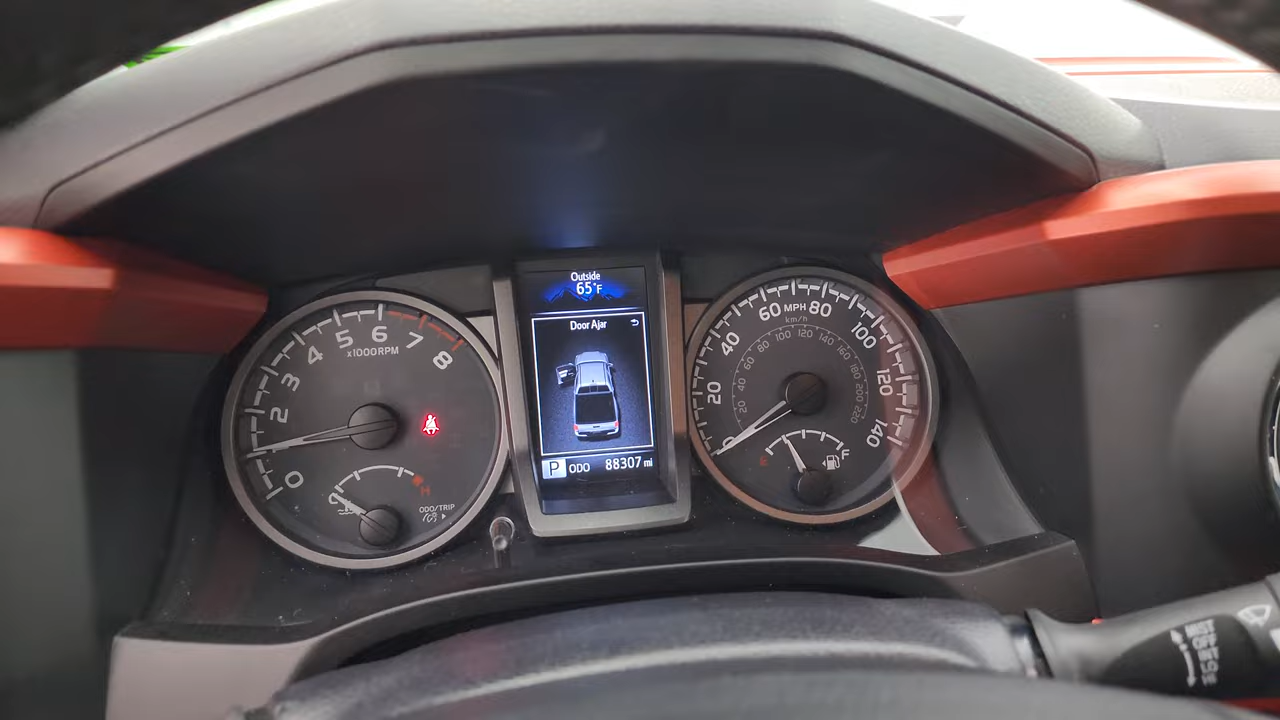 Outside
65°F
Door Ajar
P ODO 88307 mi
0
2
3
4
5
6
7
8
x1000RPM
H
ODO/TRIP
20
40
60 MPH 80
100
120
140
km/h
20
40
60
80
100
120
140
160
180
200
220
E
F